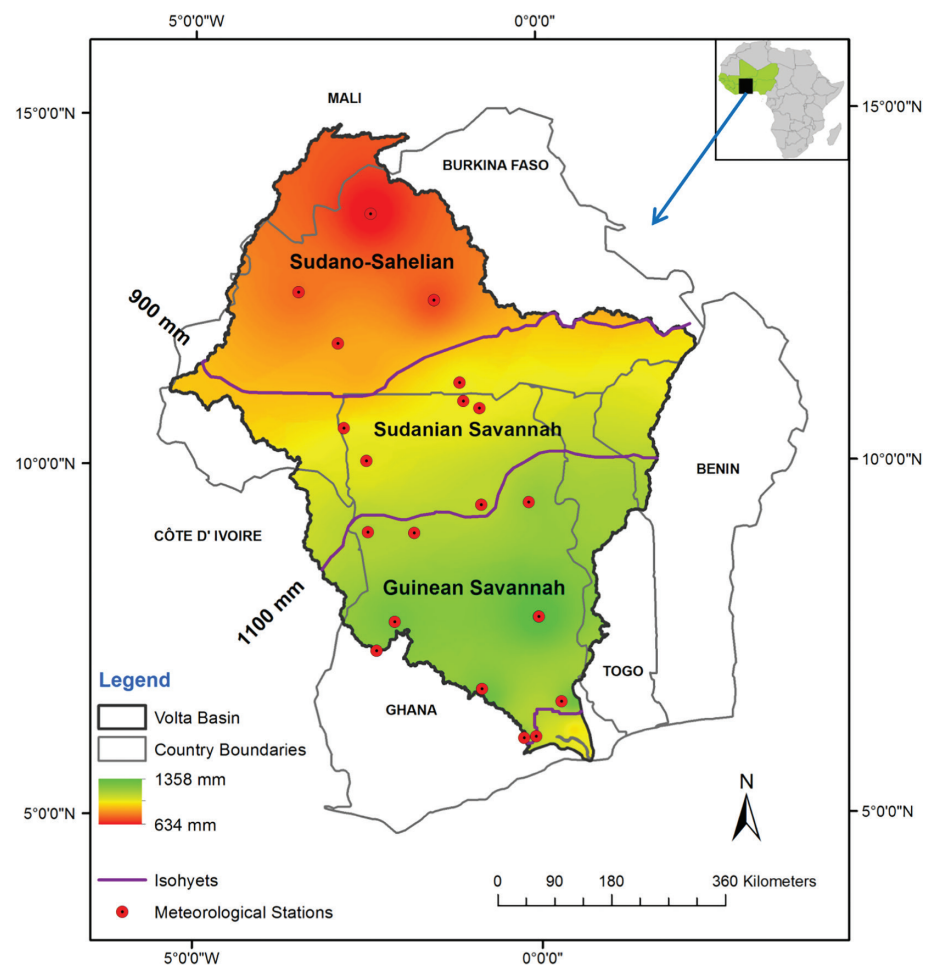 5°0'0"W
0°0'0"
15°0'0"N
15°0'0"N
MALI
BURKINA FASO
Sudano-Sahelian
900 mm
Sudanian Savannah
10°0'0"N
10°0'0"N
BENIN
CÔTE D' IVOIRE
Guinean Savannah
1100 mm
TOGO
GHANA
Legend
Volta Basin
Country Boundaries
1358 mm
634 mm
Isohyets
Meteorological Stations
N
5°0'0"N
5°0'0"N
0 90 180 360 Kilometers
5°0'0"W
0°0'0"